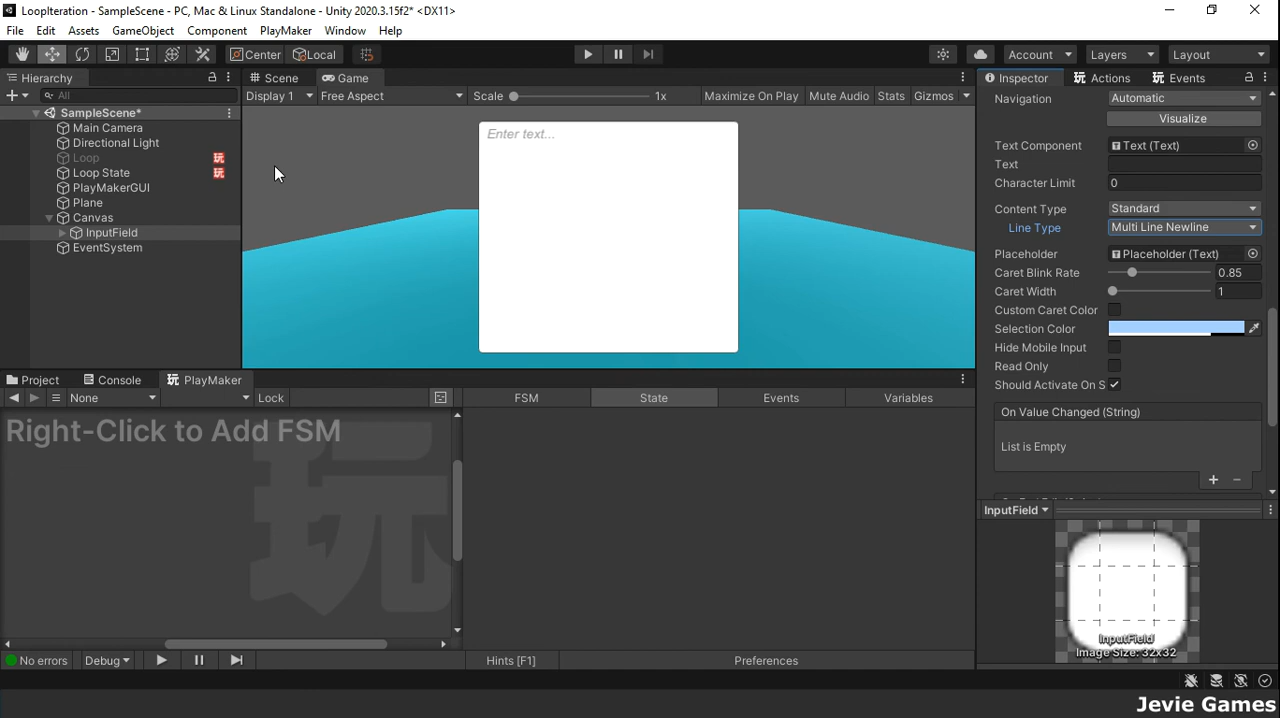 LoopIteration - SampleScene - PC, Mac & Linux Standalone - Unity 2020.3.15f2* <DX11>
File Edit Assets GameObject Component PlayMaker Window Help
Center Local Account Layers Layout
Hierarchy Scene Game Inspector Actions Events
All Display 1 Free Aspect Scale 1x Maximize On Play Mute Audio Stats Gizmos
SampleScene*
Main Camera
Directional Light
Loop 玩
Loop State 玩
PlayMakerGUI
Plane
Canvas
InputField
EventSystem
Enter text...
Navigation Automatic
Visualize
Text Component Text (Text)
Text
Character Limit 0
Content Type Standard
Line Type Multi Line Newline
Placeholder Placeholder (Text)
Caret Blink Rate 0.85
Caret Width 1
Custom Caret Color
Selection Color
Hide Mobile Input
Read Only
Should Activate On S
On Value Changed (String)
List is Empty
Project Console 玩 PlayMaker
None Lock FSM State Events Variables
Right-Click to Add FSM
玩
InputField
InputField
Image Size: 32x32
No errors Debug Hints [F1] Preferences
Jevie Games